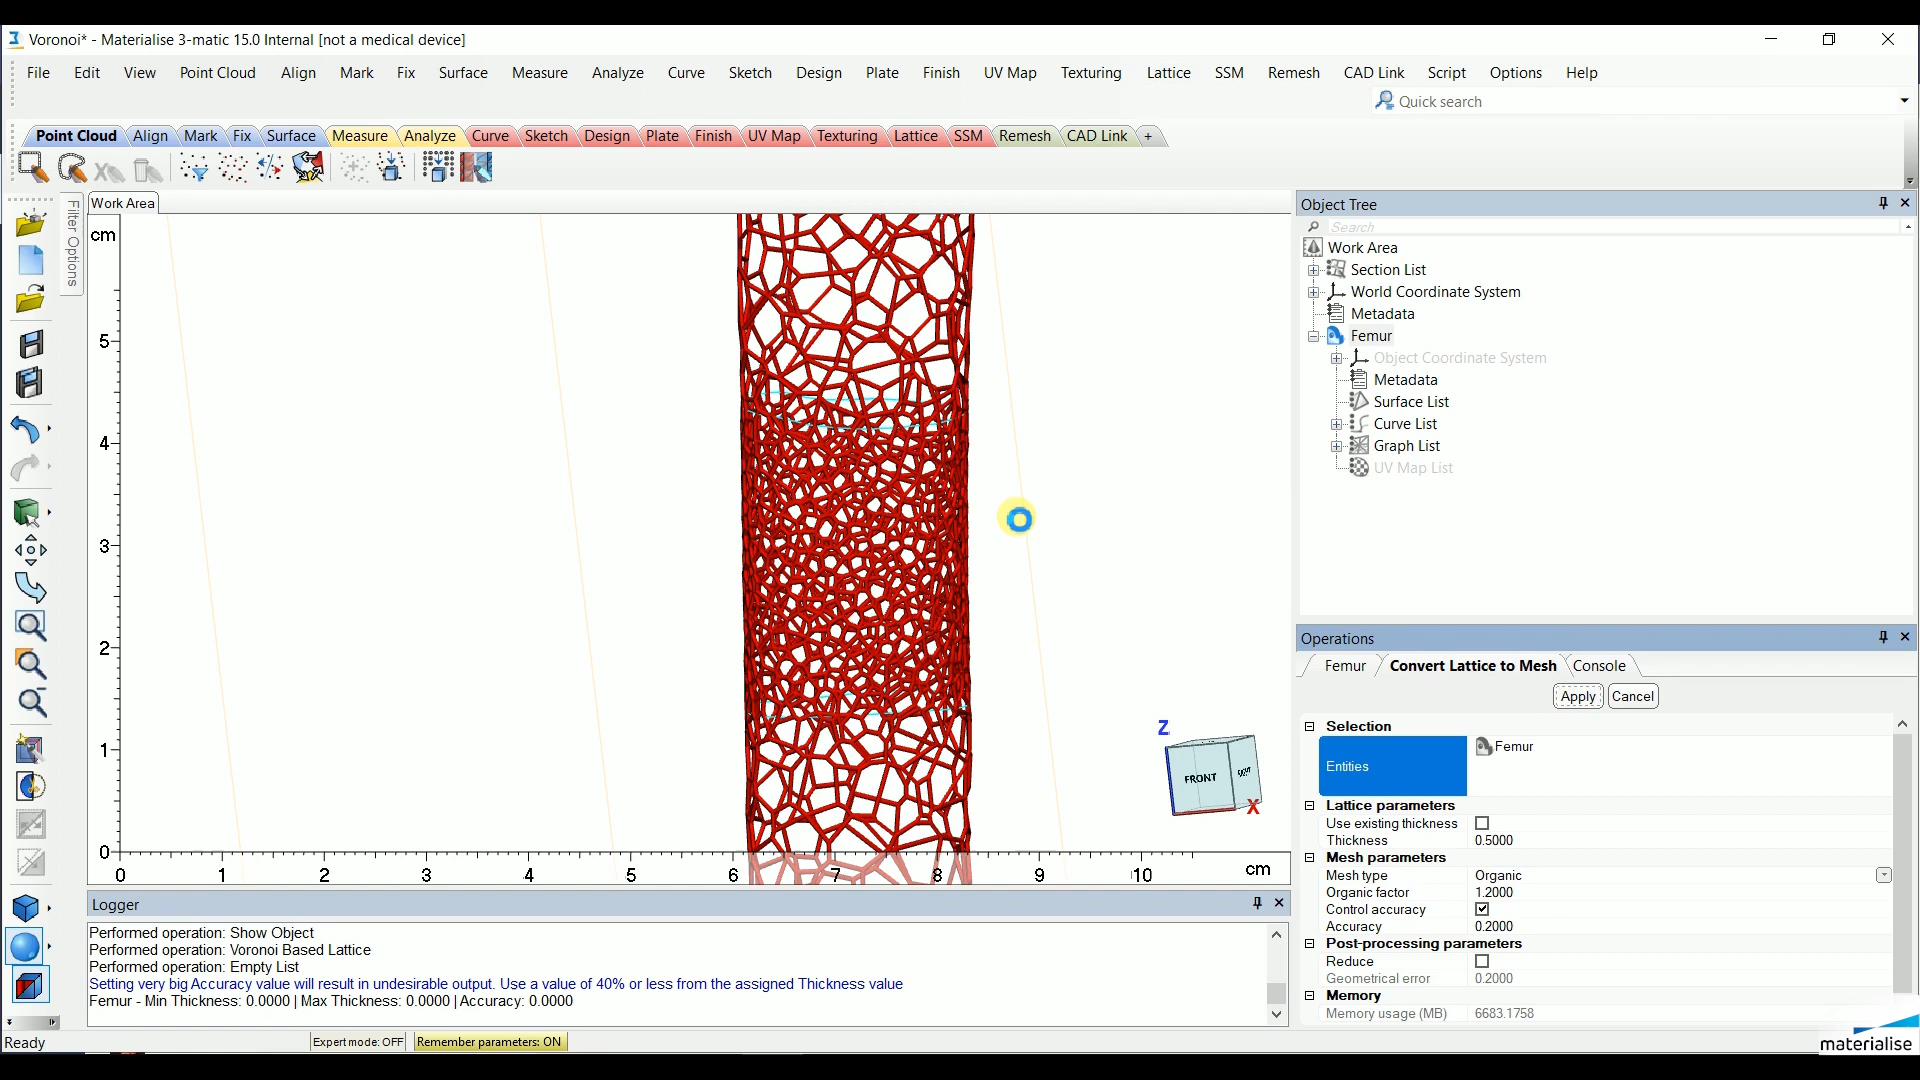 Voronoi* - Materialise 3-matic 15.0 Internal [not a medical device]
File Edit View Point Cloud Align Mark Fix Surface Measure Analyze Curve Sketch Design Plate Finish UV Map Texturing Lattice SSM Remesh CAD Link Script Options Help
Quick search
Point Cloud Align Mark Fix Surface Measure Analyze Curve Sketch Design Plate Finish UV Map Texturing Lattice SSM Remesh CAD Link +
Filter Options
Work Area
cm
5
4
3
2
1
0
0 1 2 3 4 5 6 7 8 9 10 cm
Z
FRONT
X
Object Tree
Search
Work Area
Section List
World Coordinate System
Metadata
Femur
Object Coordinate System
Metadata
Surface List
Curve List
Graph List
UV Map List
Operations
Femur Convert Lattice to Mesh Console
Apply Cancel
Selection
Entities Femur
Lattice parameters
Use existing thickness
Thickness 0.5000
Mesh parameters
Mesh type Organic
Organic factor 1.2000
Control accuracy
Accuracy 0.2000
Post-processing parameters
Reduce
Geometrical error 0.2000
Memory
Memory usage (MB) 6683.1758
materialise
Logger
Performed operation: Show Object
Performed operation: Voronoi Based Lattice
Performed operation: Empty List
Setting very big Accuracy value will result in undesirable output. Use a value of 40% or less from the assigned Thickness value
Femur - Min Thickness: 0.0000 | Max Thickness: 0.0000 | Accuracy: 0.0000
Ready Expert mode: OFF Remember parameters: ON